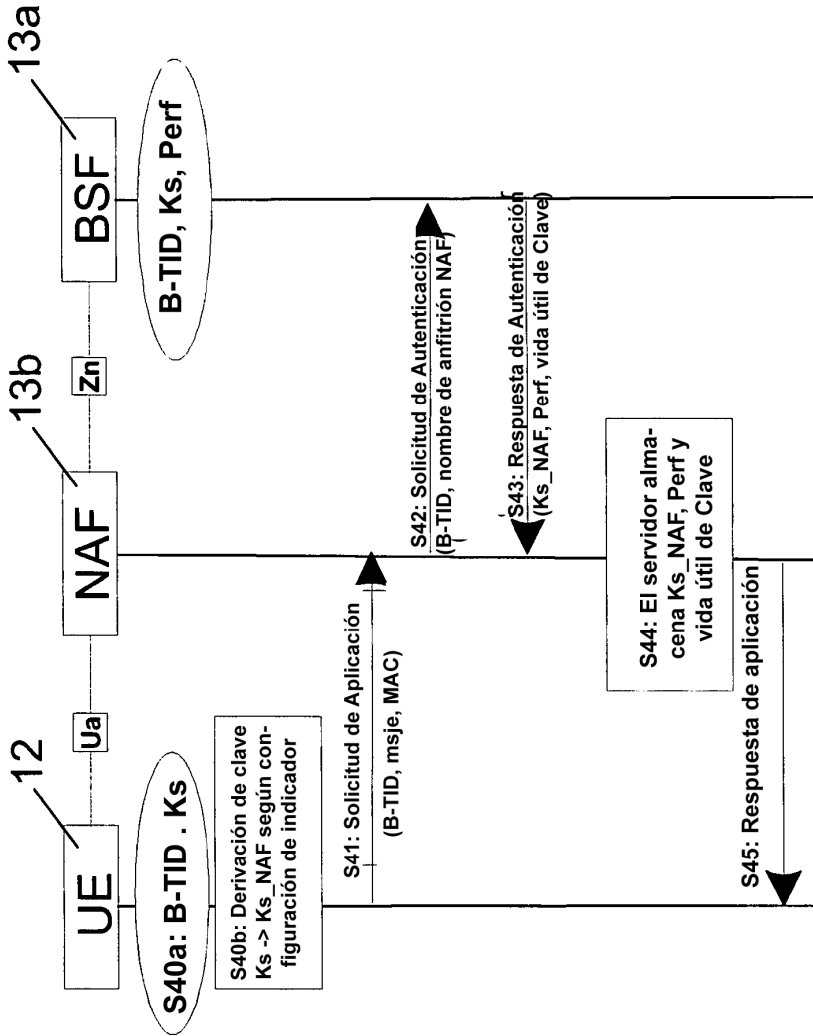 12
13b
13a
UE
Ua
NAF
Zn
BSF
S40a: B-TID . Ks
B-TID, Ks, Perf
S40b: Derivación de clave
Ks -> Ks_NAF según con-
figuración de indicador
S41: Solicitud de Aplicación
(B-TID, msje, MAC)
S42: Solicitud de Autenticación
(B-TID, nombre de anfitrión NAF)
S43: Respuesta de Autenticación
(Ks_NAF, Perf, vida útil de Clave)
S44: El servidor alma-
cena Ks_NAF, Perf y
vida útil de Clave
S45: Respuesta de aplicación